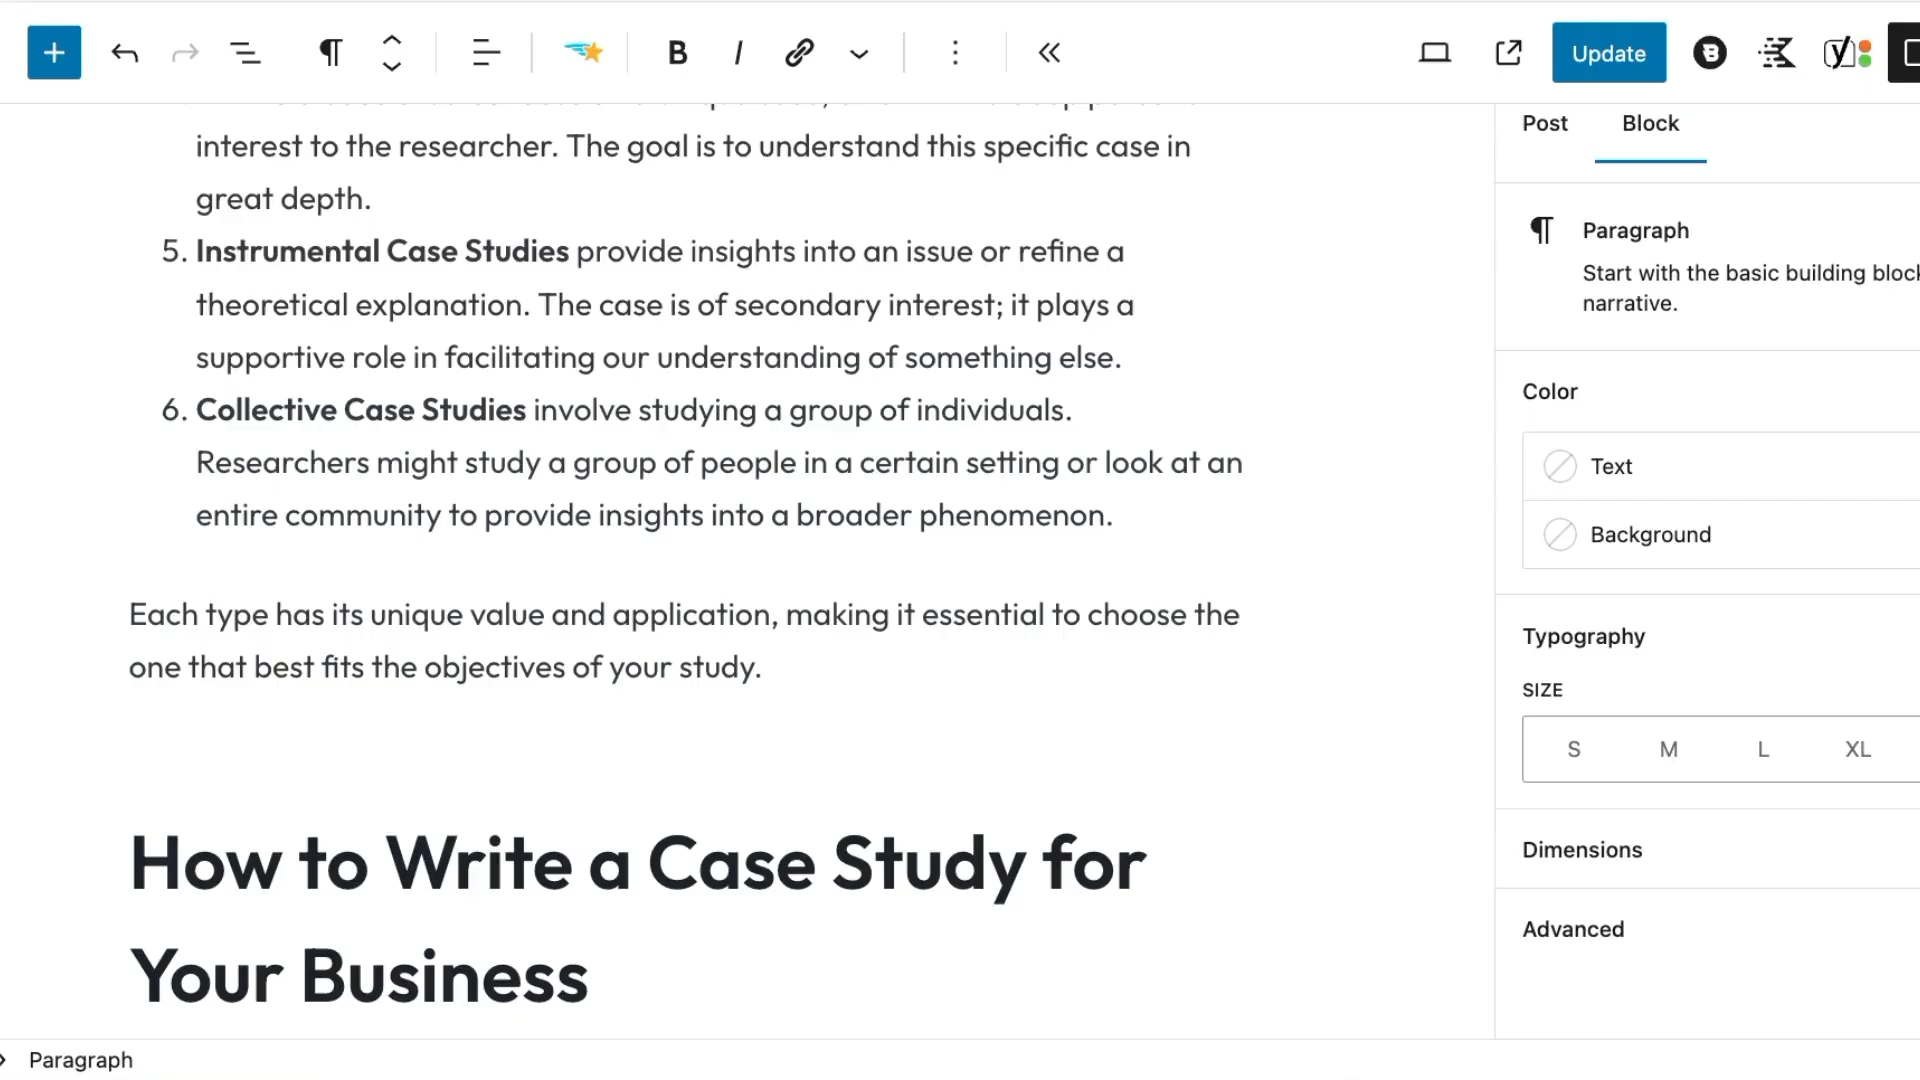 Update
Post Block
interest to the researcher. The goal is to understand this specific case in
great depth.
5. Instrumental Case Studies provide insights into an issue or refine a
theoretical explanation. The case is of secondary interest; it plays a
supportive role in facilitating our understanding of something else.
6. Collective Case Studies involve studying a group of individuals.
Researchers might study a group of people in a certain setting or look at an
entire community to provide insights into a broader phenomenon.
Each type has its unique value and application, making it essential to choose the
one that best fits the objectives of your study.
How to Write a Case Study for
Your Business
Paragraph
Start with the basic building block
narrative.
Color
Text
Background
Typography
SIZE
S M L XL
Dimensions
Advanced
Paragraph